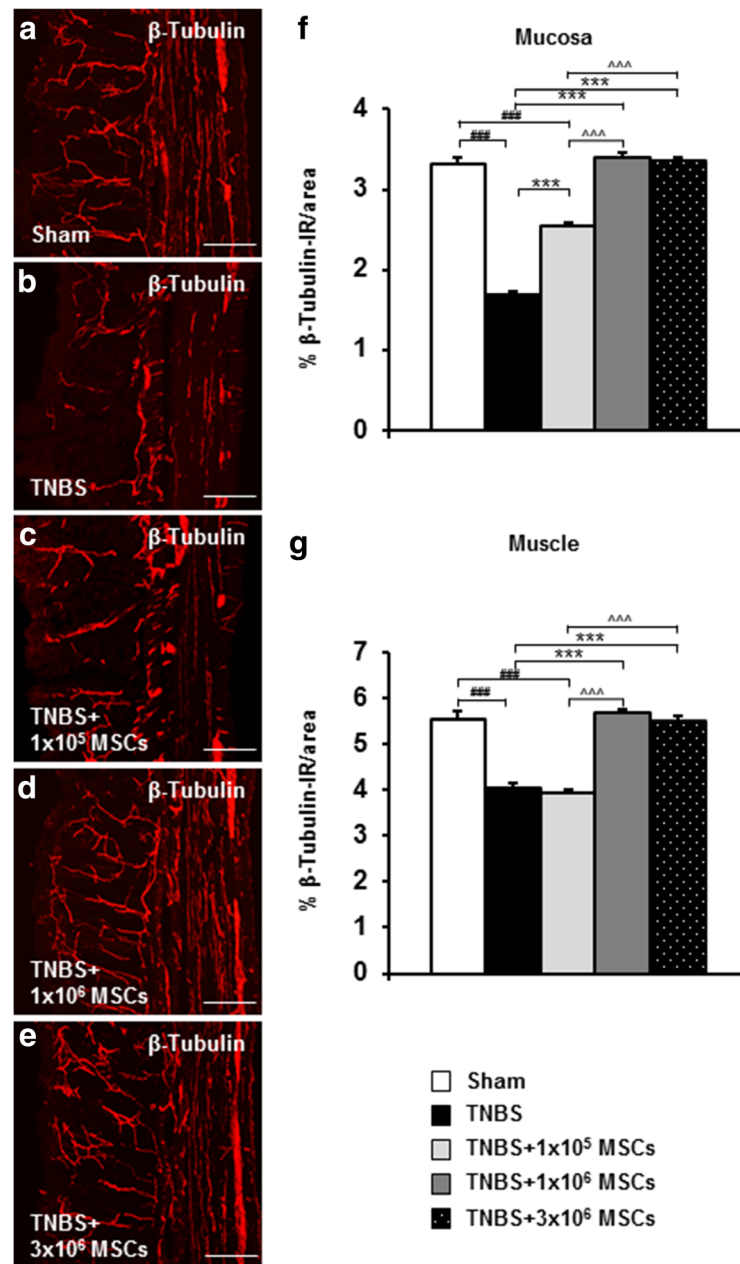 a
β-Tubulin
Sham
b
β-Tubulin
TNBS
c
β-Tubulin
TNBS+
1x10⁵ MSCs
d
β-Tubulin
TNBS+
1x10⁶ MSCs
e
β-Tubulin
TNBS+
3x10⁶ MSCs
f
Mucosa
^^^
***
***
###
###
^^^
***
% β-Tubulin-IR/area
4
3
2
1
0
g
Muscle
^^^
***
***
###
###
^^^
% β-Tubulin-IR/area
7
6
5
4
3
2
1
0
Sham
TNBS
TNBS+1x10⁵ MSCs
TNBS+1x10⁶ MSCs
TNBS+3x10⁶ MSCs